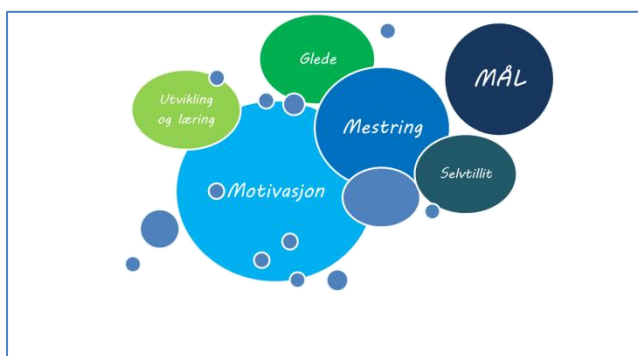 Glede
MÅL
Utvikling
og læring
Mestring
Selvtillit
Motivasjon